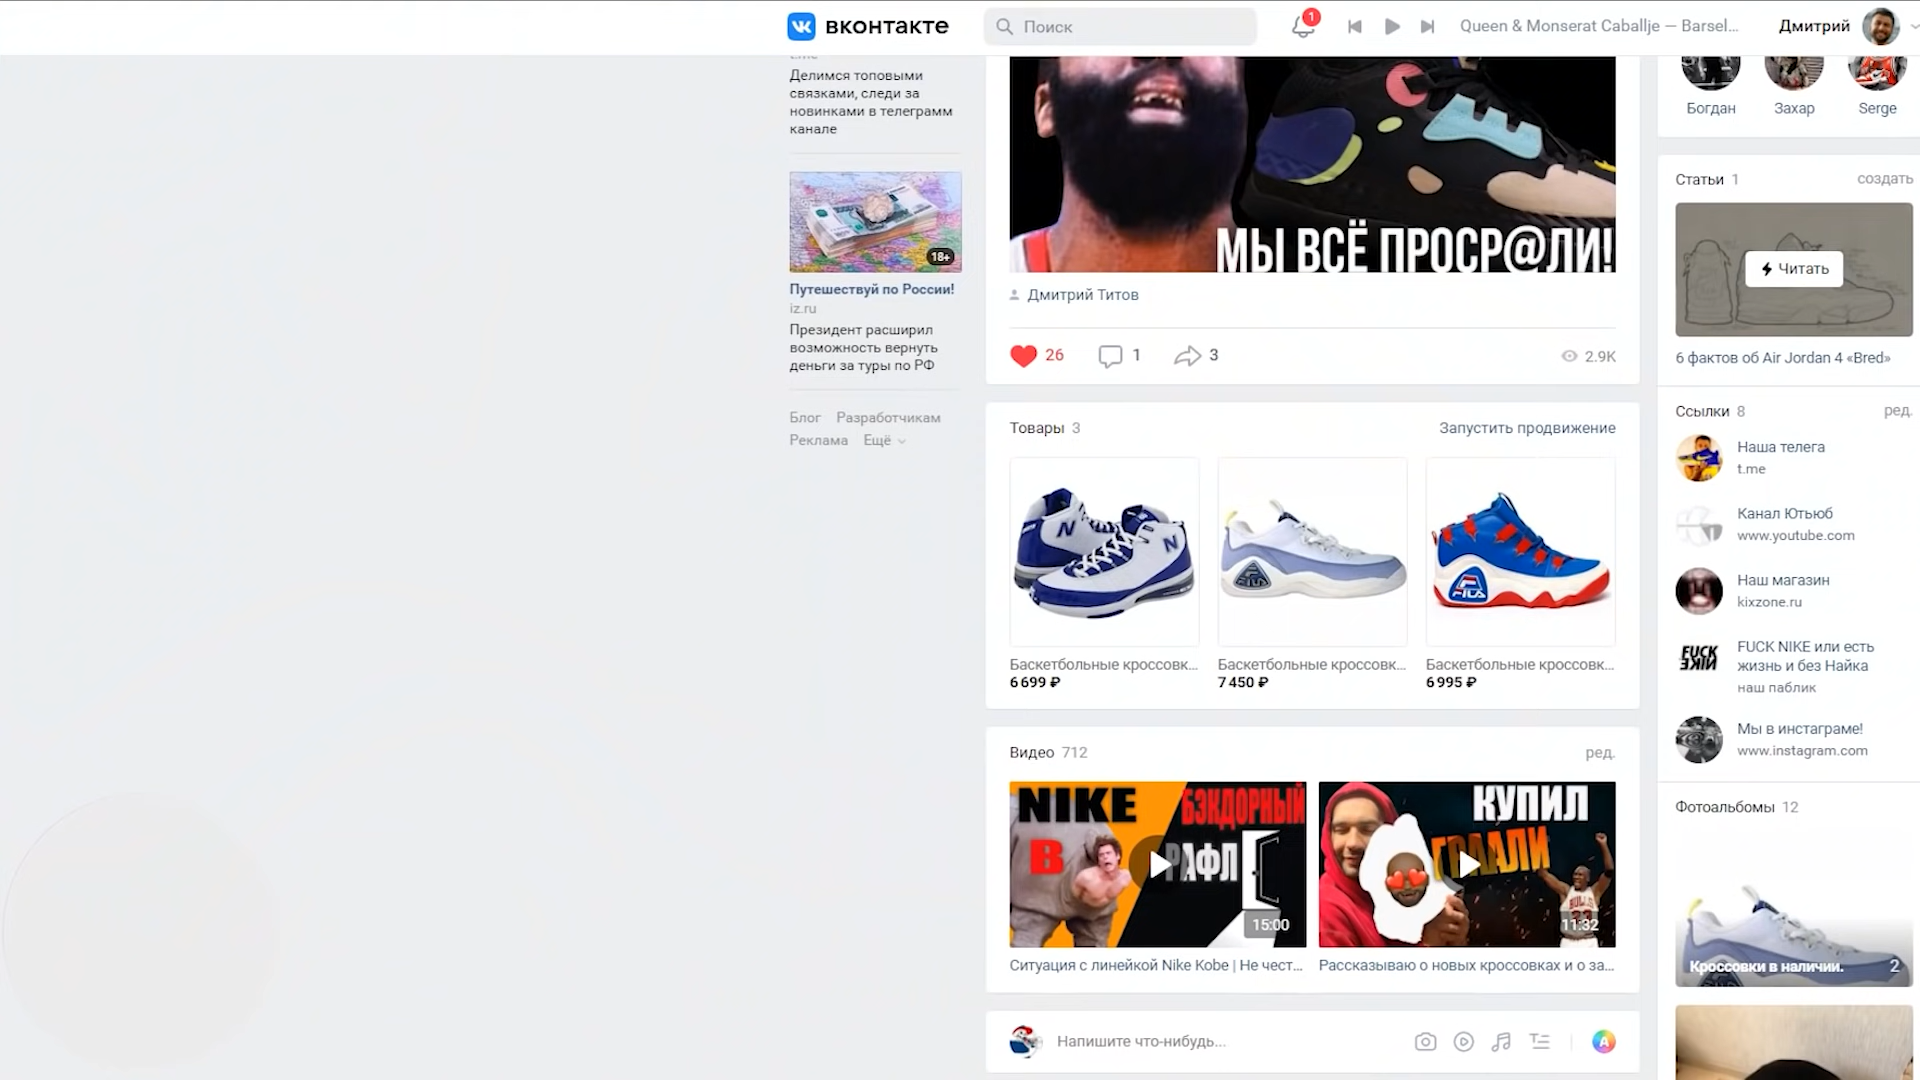 вконтакте
Поиск
1
Queen & Monserat Caballje — Barsel...
Дмитрий
Делимся топовыми
связками, следи за
новинками в телеграмм
канале
18+
Путешествуй по России!
iz.ru
Президент расширил
возможность вернуть
деньги за туры по РФ
Блог Разработчикам
Реклама Ещё
МЫ ВСЁ ПРОСР@ЛИ!
Дмитрий Титов
26 1 3 2.9K
Товары 3 Запустить продвижение
N N
FILA
Баскетбольные кроссовк... Баскетбольные кроссовк... Баскетбольные кроссовк...
6 699 ₽ 7 450 ₽ 6 995 ₽
Видео 712 ред.
NIKE БЭКДОРНЫЙ
В РАФЛ
15:00
КУПИЛ
ГРААЛИ
BULLS
23
11:32
Ситуация с линейкой Nike Kobe | Не чест... Рассказываю о новых кроссовках и о за...
Напишите что-нибудь...
A
Богдан Захар Serge
Статьи 1 создать
Читать
6 фактов об Air Jordan 4 «Bred»
Ссылки 8 ред.
Наша телега
t.me
Канал Ютьюб
www.youtube.com
Наш магазин
kixzone.ru
FUCK
FUCK NIKE или есть
жизнь и без Найка
наш паблик
Мы в инстаграме!
www.instagram.com
Фотоальбомы 12
Кроссовки в наличии. 2